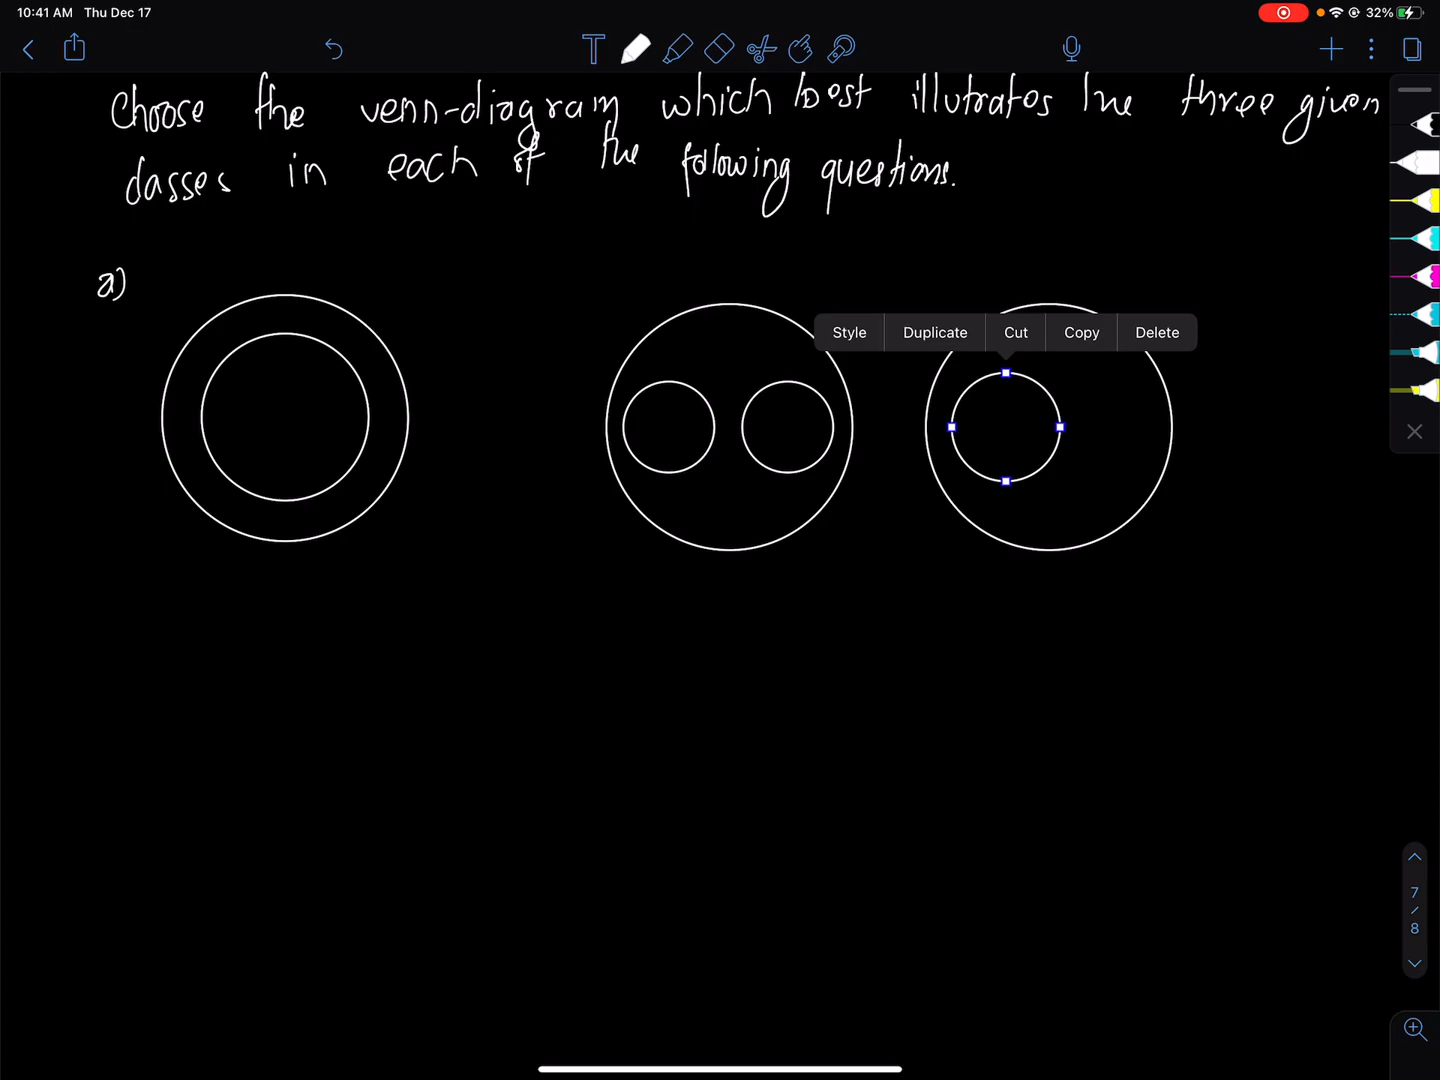 10:41 AM Thu Dec 17
32%
Choose the venn-diagram which best illutrates the three given
classes in each of the following questions.
a)
Style Duplicate Cut Copy Delete
7
/
8